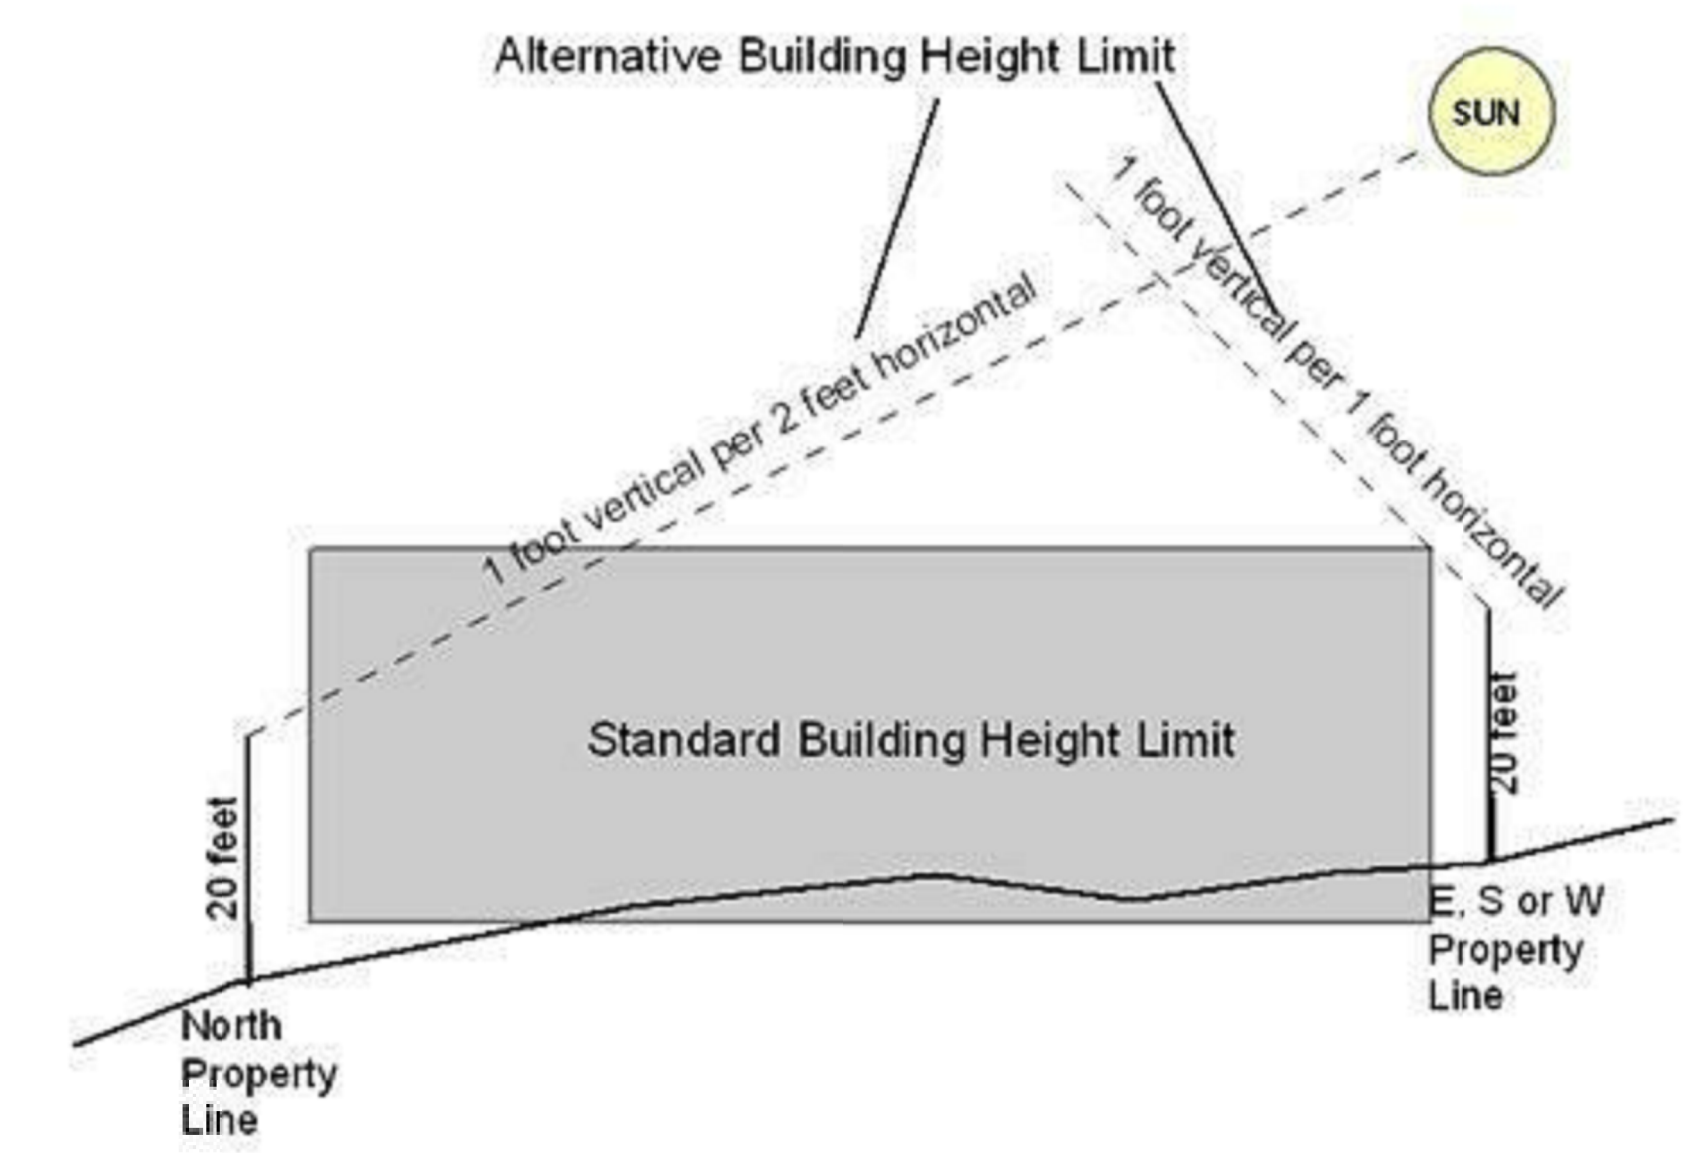 Alternative Building Height Limit
SUN
1 foot vertical per 2 feet horizontal
1 foot vertical per 1 foot horizontal
Standard Building Height Limit
20 feet
20 feet
North
Property
Line
E, S or W
Property
Line